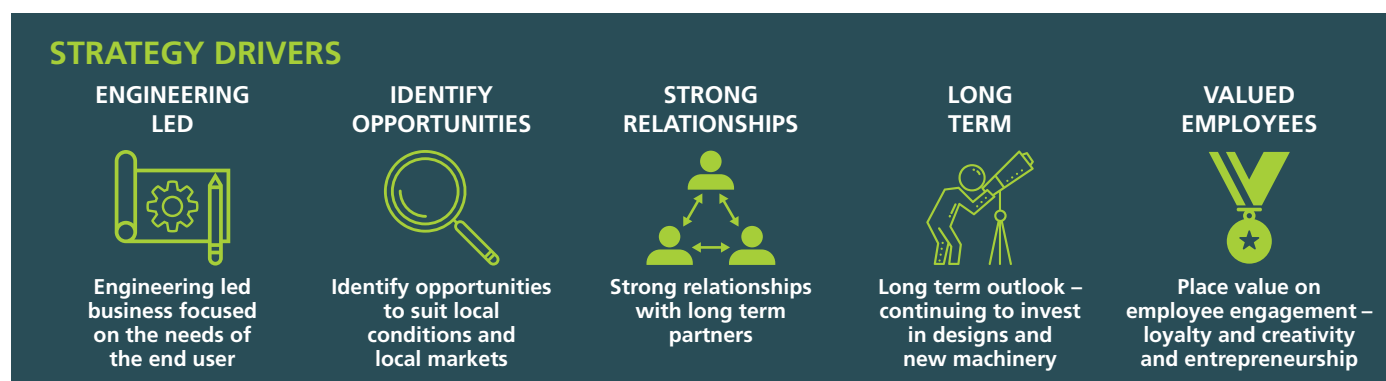 STRATEGY DRIVERS
ENGINEERING
LED
Engineering led
business focused
on the needs of
the end user
IDENTIFY
OPPORTUNITIES
Identify opportunities
to suit local
conditions and
local markets
STRONG
RELATIONSHIPS
Strong relationships
with long term
partners
LONG
TERM
Long term outlook –
continuing to invest
in designs and
new machinery
VALUED
EMPLOYEES
Place value on
employee engagement –
loyalty and creativity
and entrepreneurship